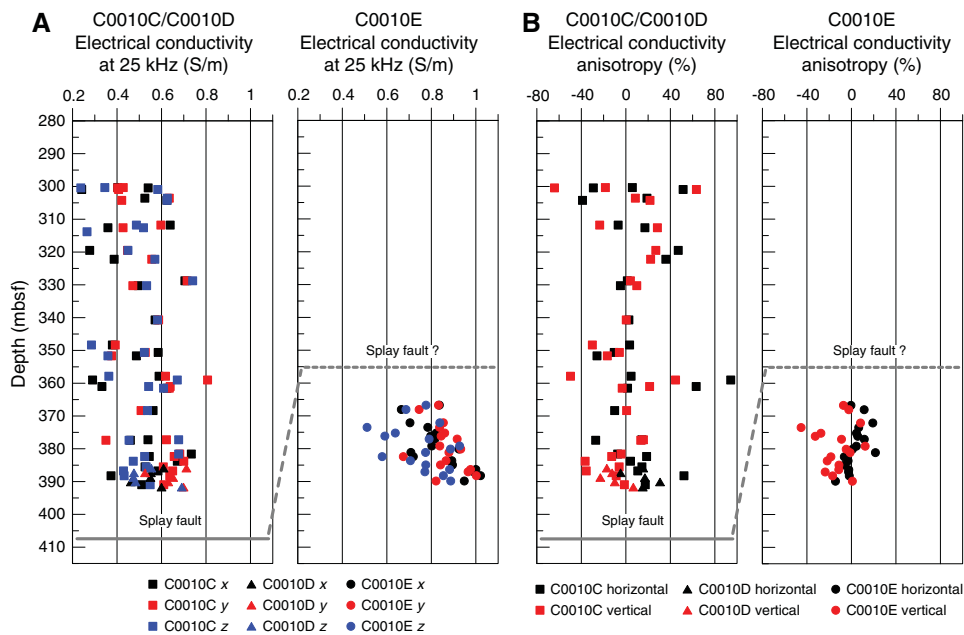 A
C0010C/C0010D
Electrical conductivity
at 25 kHz (S/m)
0.2 0.4 0.6 0.8 1
C0010E
Electrical conductivity
at 25 kHz (S/m)
0.2 0.4 0.6 0.8 1
B
C0010C/C0010D
Electrical conductivity
anisotropy (%)
-80 -40 0 40 80
C0010E
Electrical conductivity
anisotropy (%)
-80 -40 0 40 80
Depth (mbsf)
280
290
300
310
320
330
340
350
360
370
380
390
400
410
Splay fault ?
Splay fault
Splay fault ?
Splay fault
C0010C x C0010D x C0010E x
C0010C y C0010D y C0010E y
C0010C z C0010D z C0010E z
C0010C horizontal C0010D horizontal C0010E horizontal
C0010C vertical C0010D vertical C0010E vertical